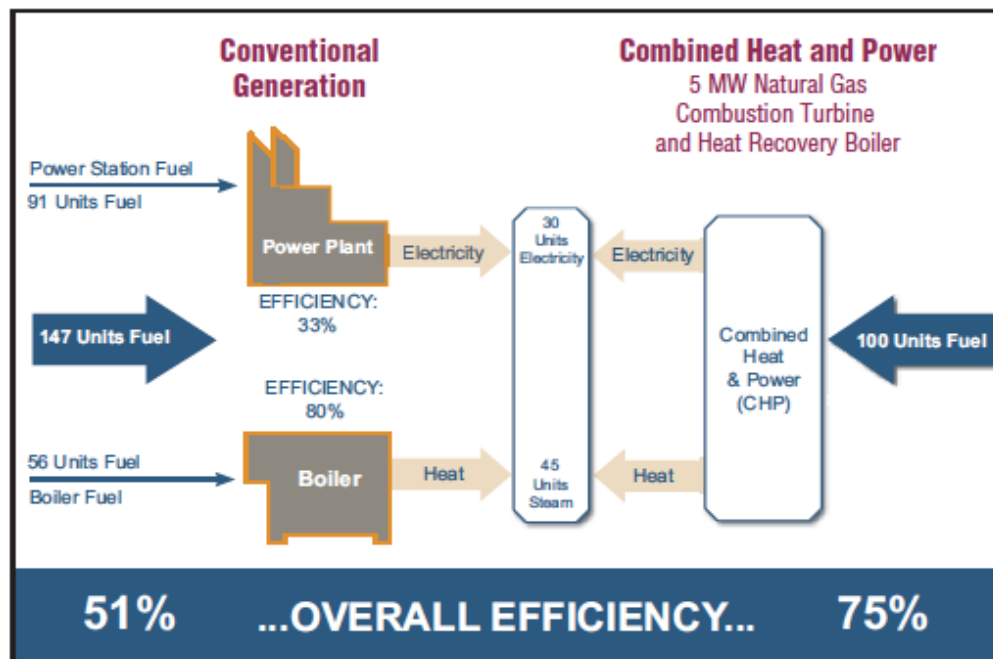 Conventional
Generation
Combined Heat and Power
5 MW Natural Gas
Combustion Turbine
and Heat Recovery Boiler
Power Station Fuel
91 Units Fuel
Power Plant
Electricity
30
Units
Electricity
Electricity
EFFICIENCY:
33%
147 Units Fuel
Combined
Heat
& Power
(CHP)
100 Units Fuel
EFFICIENCY:
80%
56 Units Fuel
Boiler Fuel
Boiler
Heat
45
Units
Steam
Heat
51% ...OVERALL EFFICIENCY... 75%